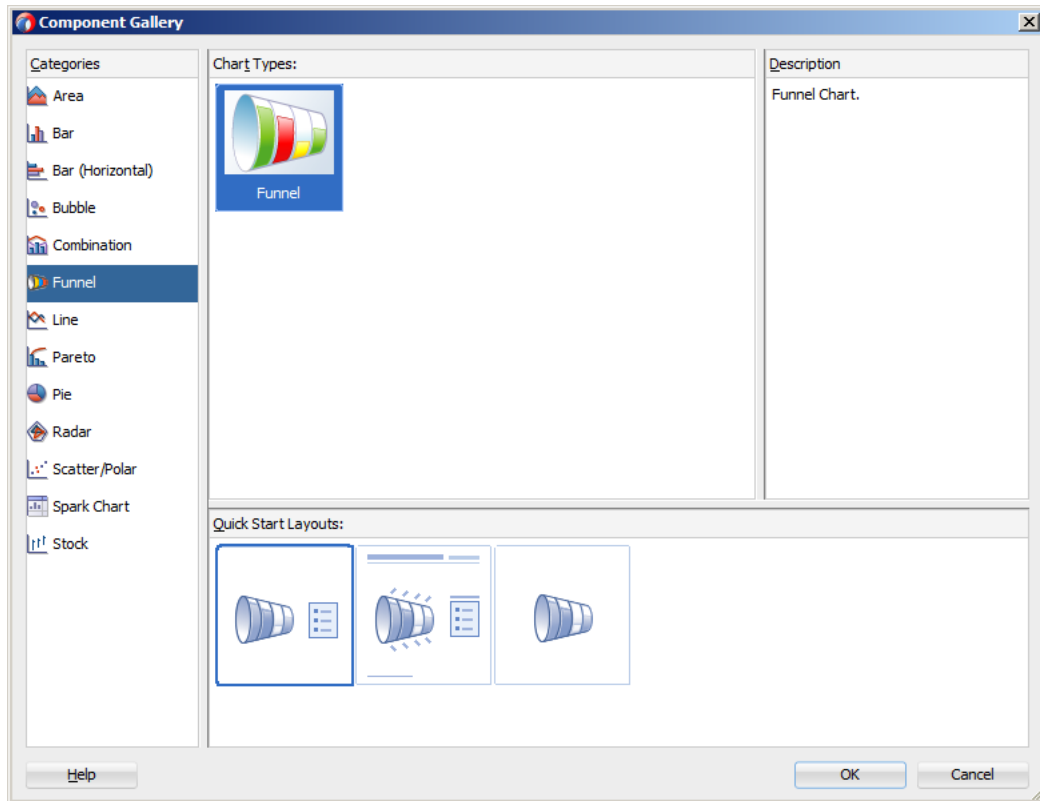 Component Gallery
Categories
Area
Bar
Bar (Horizontal)
Bubble
Combination
Funnel
Line
Pareto
Pie
Radar
Scatter/Polar
Spark Chart
Stock
Chart Types:
Funnel
Description
Funnel Chart.
Quick Start Layouts:
Help
OK
Cancel